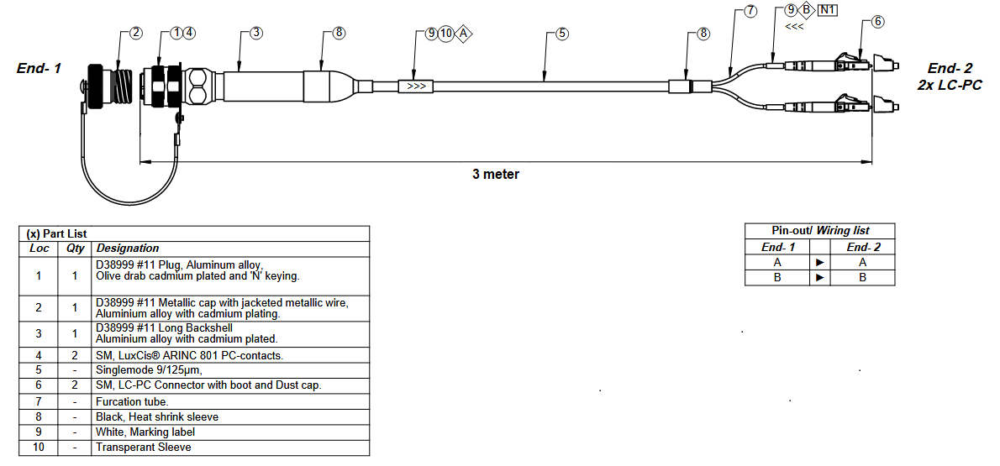 2
1 4
3
8
9 10 A
5
8
7
9 B N1
<<<
6
End- 1
>>>
End- 2
2x LC-PC
3 meter
(x) Part List
Loc Qty Designation
1 1 D38999 #11 Plug, Aluminum alloy,
Olive drab cadmium plated and 'N' keying.
2 1 D38999 #11 Metallic cap with jacketed metallic wire,
Aluminium alloy with cadmium plating.
3 1 D38999 #11 Long Backshell
Aluminium alloy with cadmium plated.
4 2 SM, LuxCis® ARINC 801 PC-contacts.
5 - Singlemode 9/125µm,
6 2 SM, LC-PC Connector with boot and Dust cap.
7 - Furcation tube.
8 - Black, Heat shrink sleeve
9 - White, Marking label
10 - Transperant Sleeve
Pin-out/ Wiring list
End- 1 End- 2
A ► A
B ► B